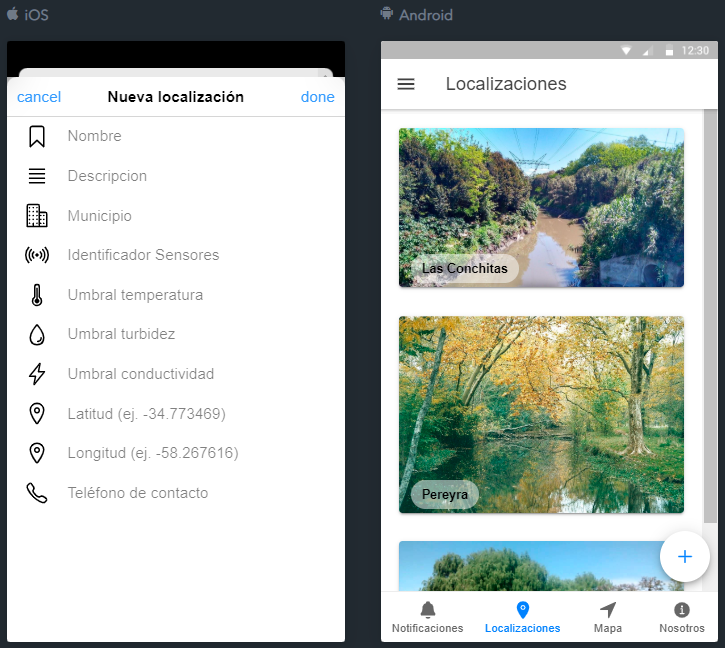 iOS
cancel
Nueva localización
done
Nombre
Descripcion
Municipio
Identificador Sensores
Umbral temperatura
Umbral turbidez
Umbral conductividad
Latitud (ej. -34.773469)
Longitud (ej. -58.267616)
Teléfono de contacto
Android
12:30
Localizaciones
Las Conchitas
Pereyra
Notificaciones
Localizaciones
Mapa
Nosotros